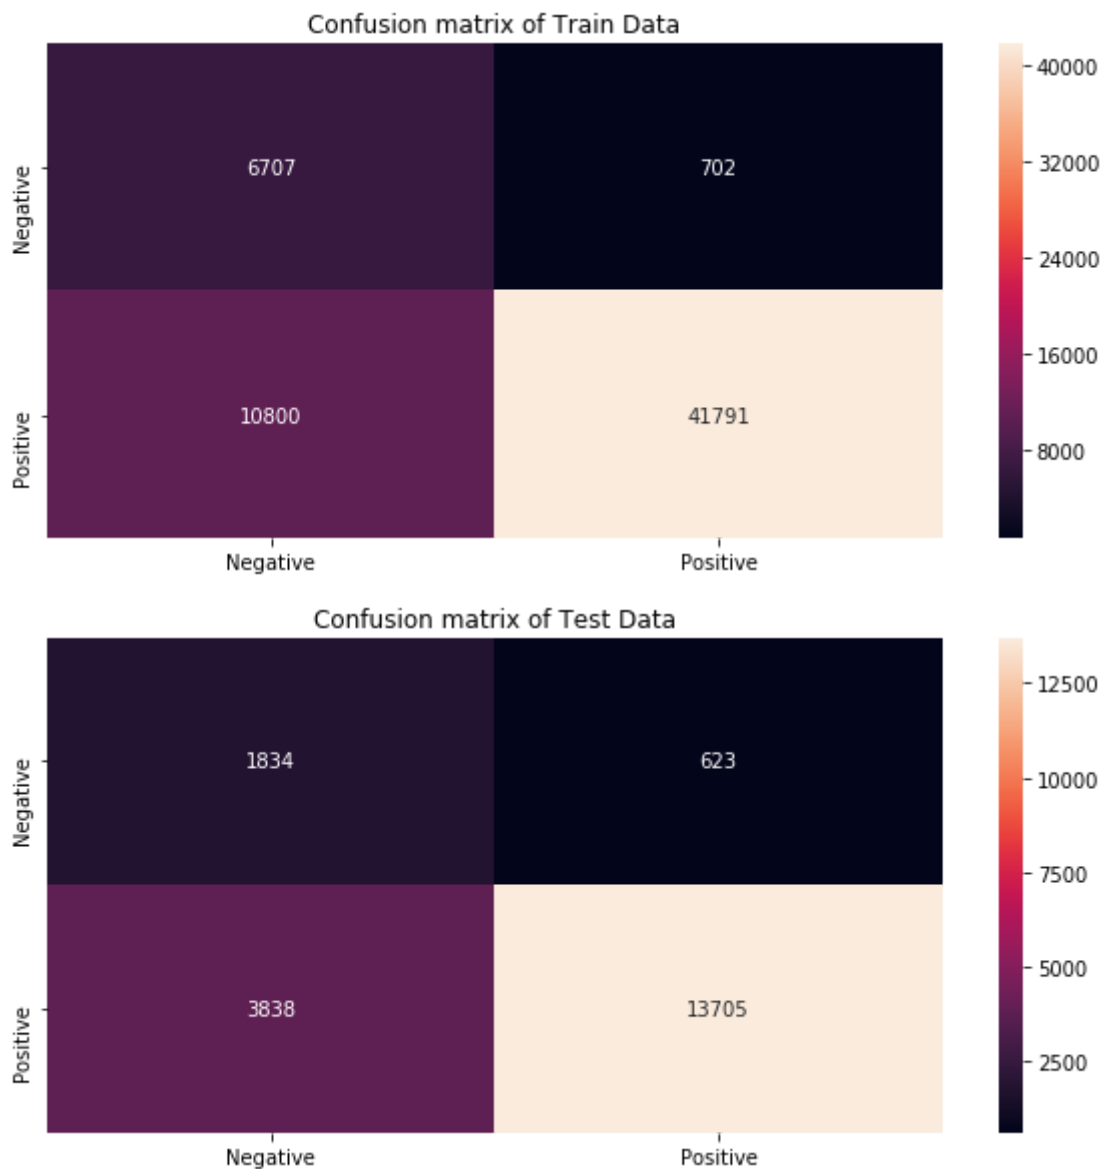 Confusion matrix of Train Data
40000
Negative
6707
702
32000
24000
16000
Positive
10800
41791
8000
Negative
Positive
Confusion matrix of Test Data
12500
Negative
1834
623
10000
7500
5000
Positive
3838
13705
2500
Negative
Positive